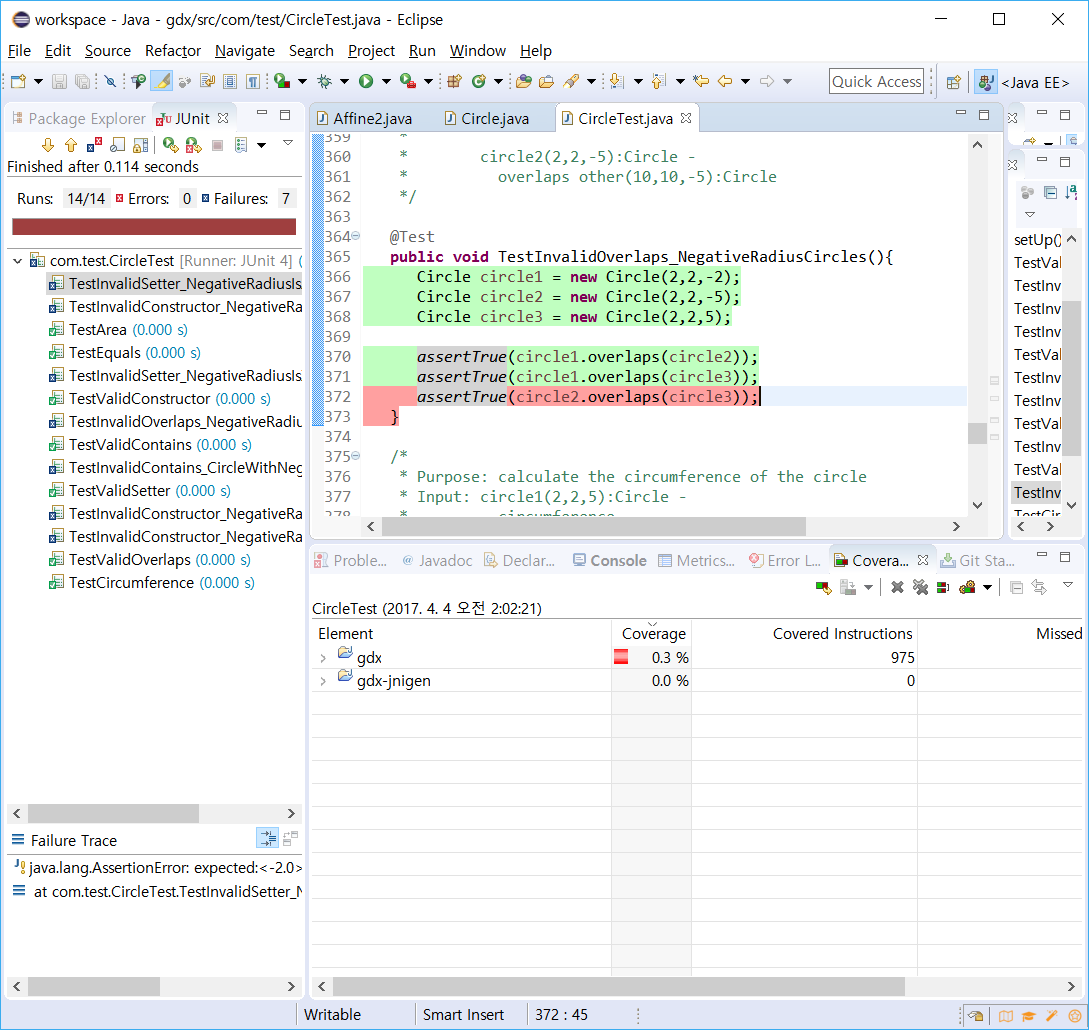 workspace - Java - gdx/src/com/test/CircleTest.java - Eclipse
File Edit Source Refactor Navigate Search Project Run Window Help
Quick Access
<Java EE>
Package Explorer
JUnit
Finished after 0.114 seconds
Runs: 14/14 Errors: 0 Failures: 7
com.test.CircleTest [Runner: JUnit 4] (
TestInvalidSetter_NegativeRadiusIs
TestInvalidConstructor_NegativeRa
TestArea (0.000 s)
TestEquals (0.000 s)
TestInvalidSetter_NegativeRadiusIs
TestValidConstructor (0.000 s)
TestInvalidOverlaps_NegativeRadiu
TestValidContains (0.000 s)
TestInvalidContains_CircleWithNeg
TestValidSetter (0.000 s)
TestInvalidConstructor_NegativeRa
TestInvalidConstructor_NegativeRa
TestValidOverlaps (0.000 s)
TestCircumference (0.000 s)
Failure Trace
java.lang.AssertionError: expected:<-2.0>
at com.test.CircleTest.TestInvalidSetter_N
Affine2.java Circle.java CircleTest.java
359 *
360 * circle2(2,2,-5):Circle -
361 * overlaps other(10,10,-5):Circle
362 */
363
364 @Test
365 public void TestInvalidOverlaps_NegativeRadiusCircles(){
366 Circle circle1 = new Circle(2,2,-2);
367 Circle circle2 = new Circle(2,2,-5);
368 Circle circle3 = new Circle(2,2,5);
369
370 assertTrue(circle1.overlaps(circle2));
371 assertTrue(circle1.overlaps(circle3));
372 assertTrue(circle2.overlaps(circle3));
373 }
374
375 /*
376 * Purpose: calculate the circumference of the circle
377 * Input: circle1(2,2,5):Circle -
378 * circumference
setUp()
TestVal
TestInv
TestInv
TestInv
TestVal
TestInv
TestInv
TestVal
TestInv
TestVal
TestInv
TestCir
Proble... Javadoc Declar... Console Metrics... Error L... Covera... Git Sta...
CircleTest (2017. 4. 4 오전 2:02:21)
Element Coverage Covered Instructions Missed
gdx 0.3 % 975
gdx-jnigen 0.0 % 0
Writable Smart Insert 372 : 45